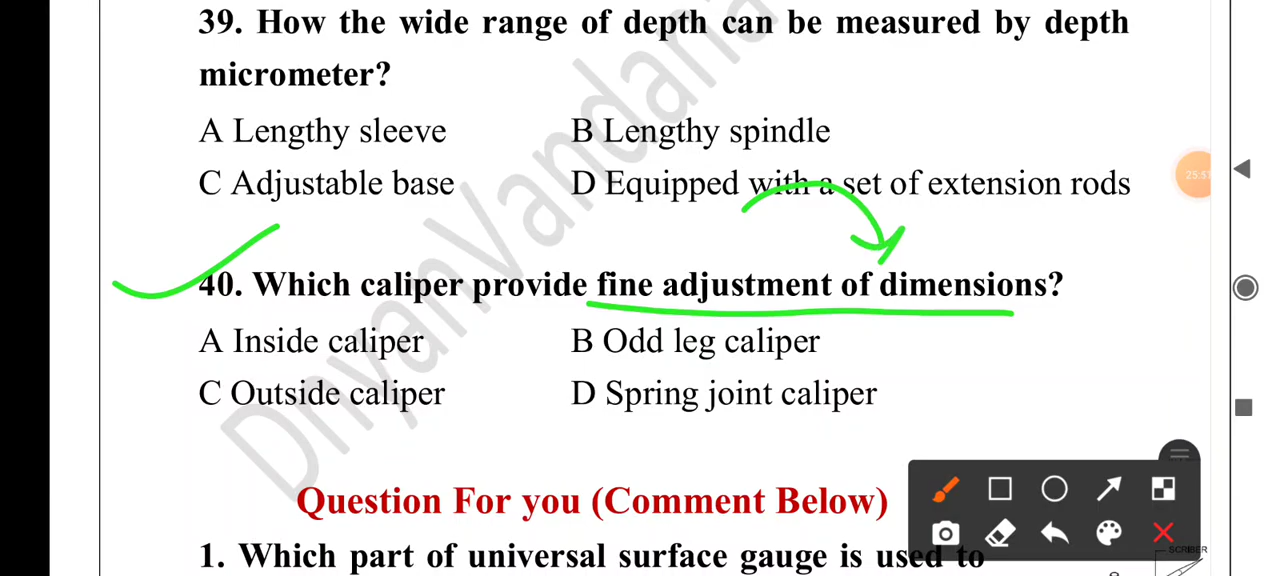 39. How the wide range of depth can be measured by depth
micrometer?
A Lengthy sleeve B Lengthy spindle
C Adjustable base D Equipped with a set of extension rods
40. Which caliper provide fine adjustment of dimensions?
A Inside caliper B Odd leg caliper
C Outside caliper D Spring joint caliper
Question For you (Comment Below)
1. Which part of universal surface gauge is used to
SCRIBER
DnyanVandana